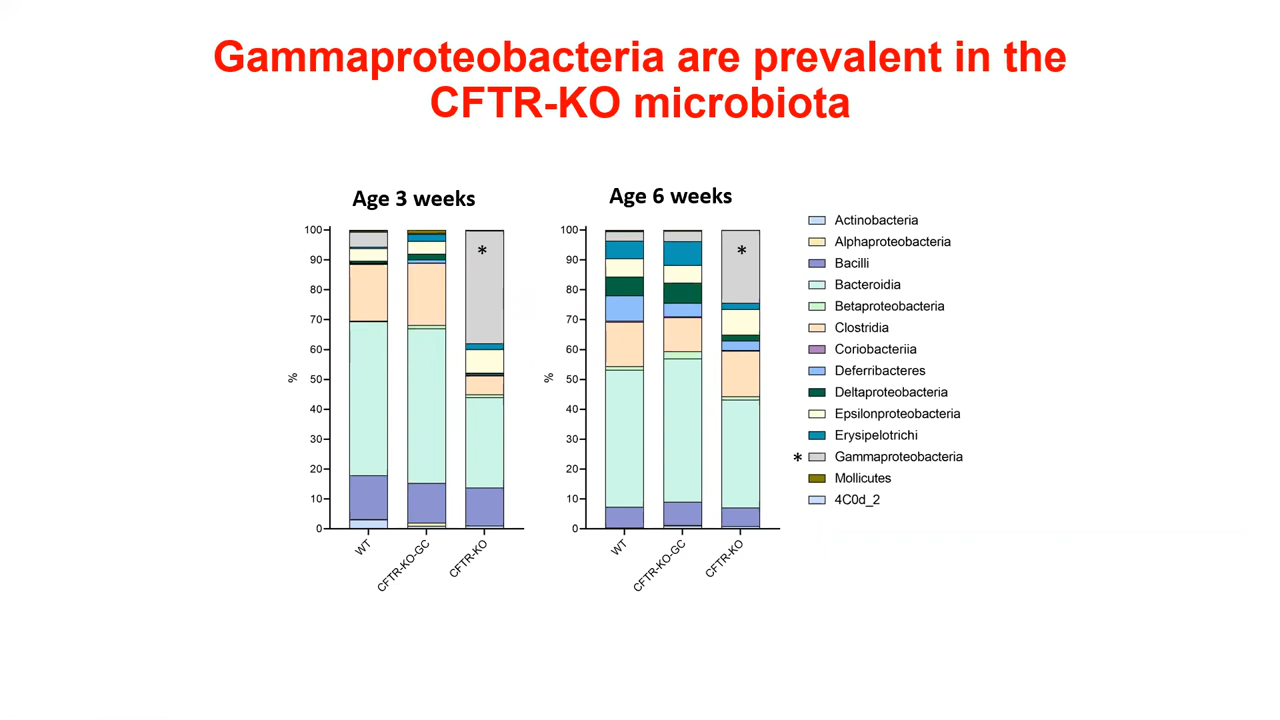 Gammaproteobacteria are prevalent in the
CFTR-KO microbiota
Age 3 weeks
100
90
80
70
60
50
40
30
20
10
0
%
*
WT
CFTR-KO-GC
CFTR-KO
Age 6 weeks
100
90
80
70
60
50
40
30
20
10
0
%
*
WT
CFTR-KO-GC
CFTR-KO
Actinobacteria
Alphaproteobacteria
Bacilli
Bacteroidia
Betaproteobacteria
Clostridia
Coriobacteriia
Deferribacteres
Deltaproteobacteria
Epsilonproteobacteria
Erysipelotrichi
* Gammaproteobacteria
Mollicutes
4C0d_2